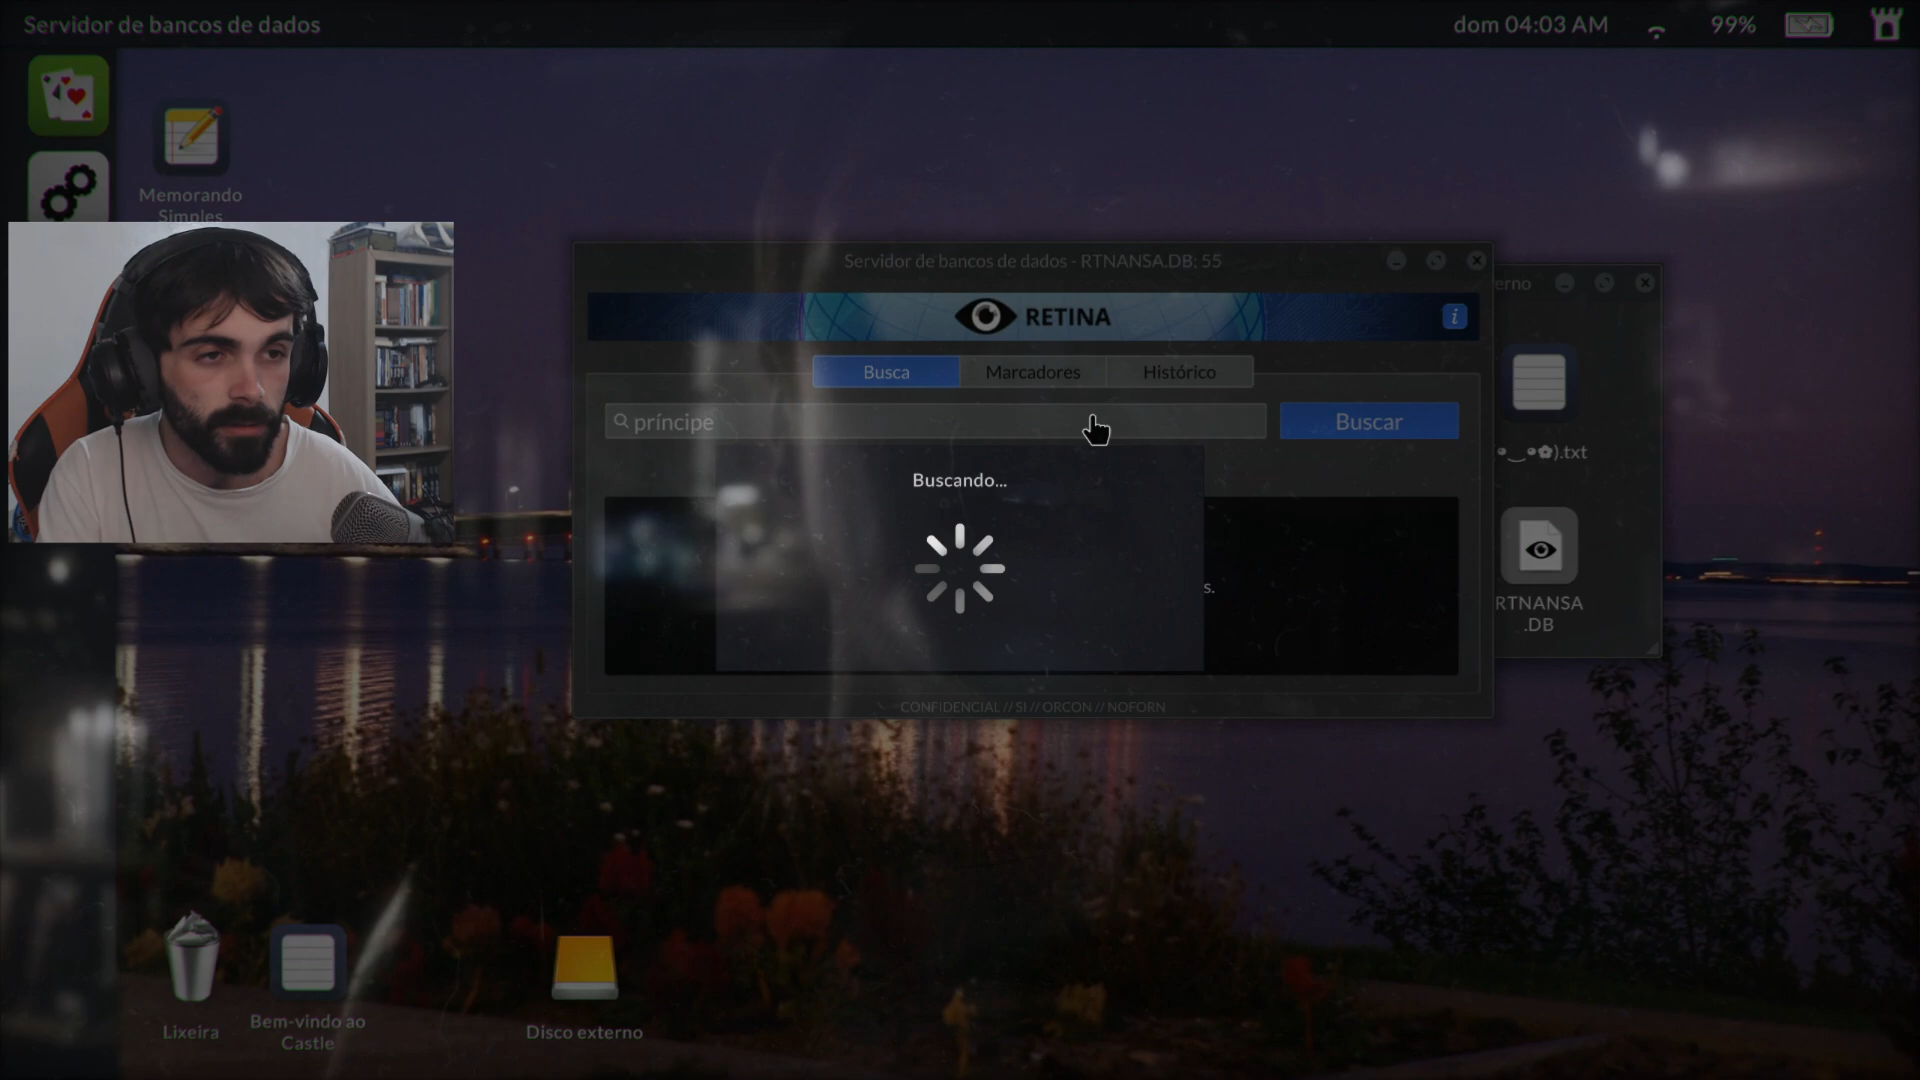 Servidor de bancos de dados
dom 04:03 AM
99%
Memorando
Simples
Servidor de bancos de dados - RTNANSA.DB: 55
erno
RETINA
i
Busca
Marcadores
Histórico
príncipe
Buscar
Buscando...
s.
CONFIDENCIAL // SI // ORCON // NOFORN
).txt
RTNANSA
.DB
Lixeira
Bem-vindo ao
Castle
Disco externo